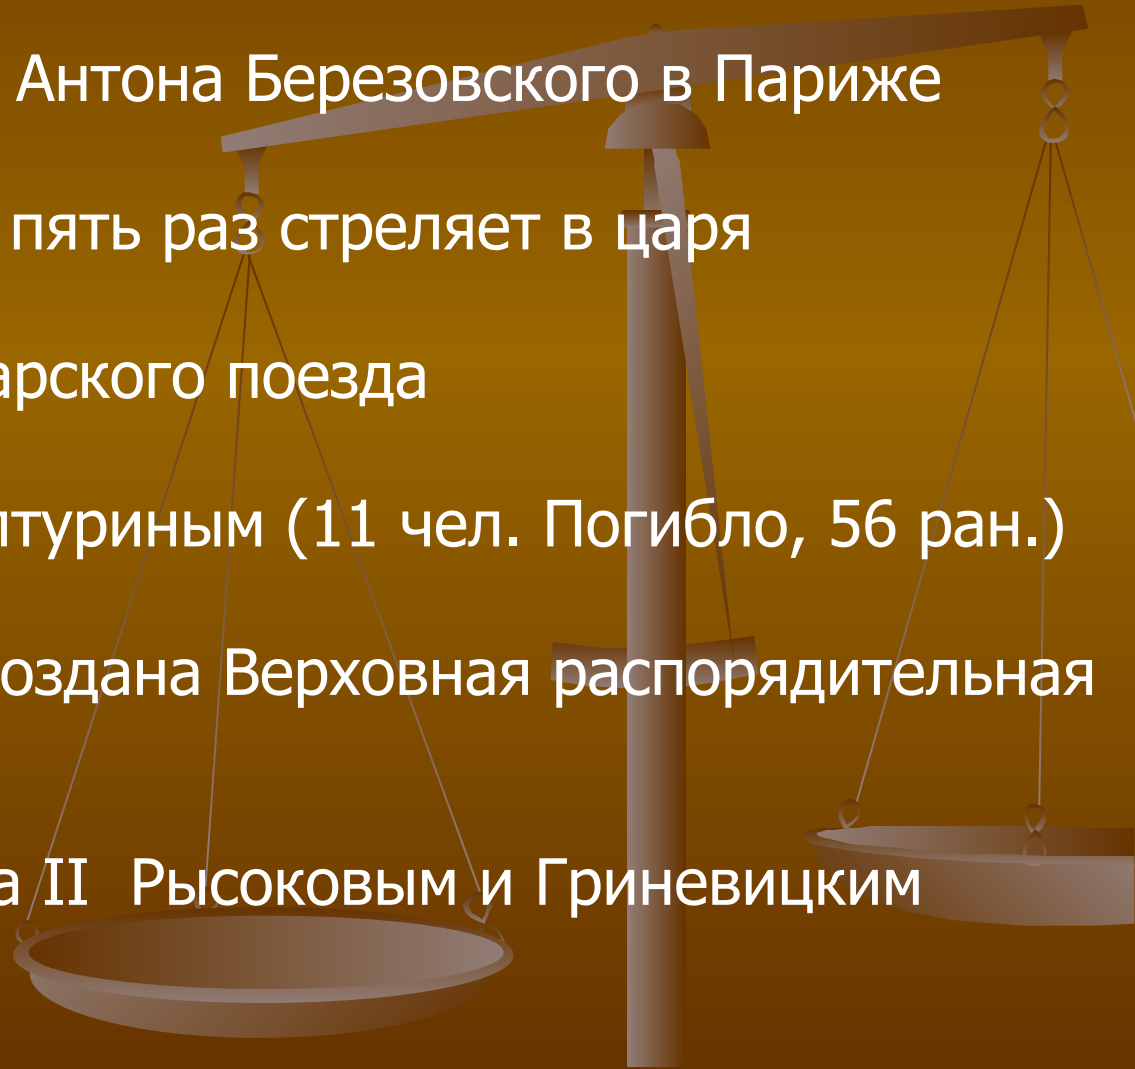 Антона Березовского в Париже
пять раз стреляет в царя
арского поезда
лтуриным (11 чел. Погибло, 56 ран.)
оздана Верховная распорядительная
а II Рысоковым и Гриневицким